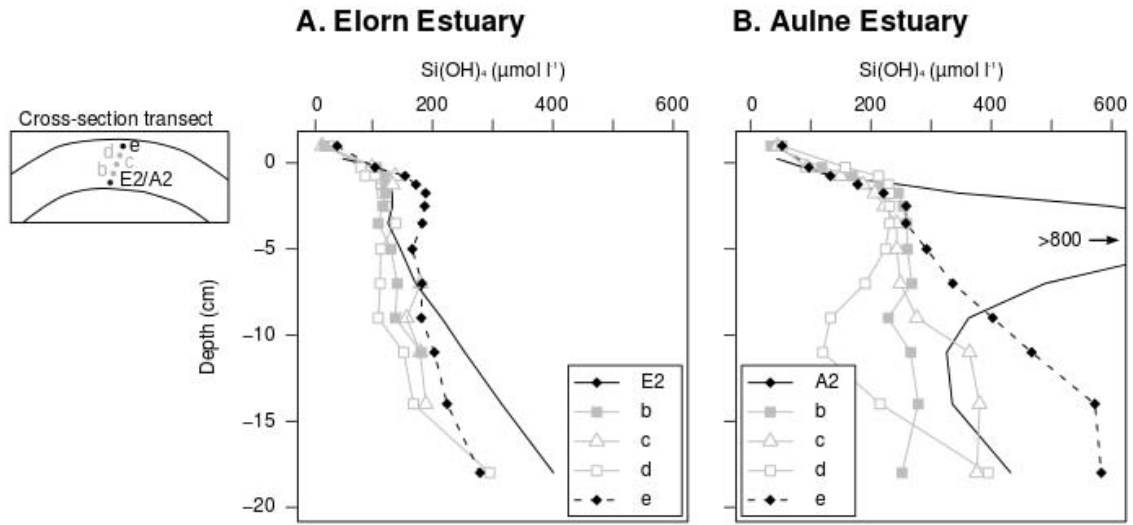 A. Elorn Estuary
B. Aulne Estuary
Si(OH)₄ (µmol l⁻¹)
Si(OH)₄ (µmol l⁻¹)
0 200 400 600
0 200 400 600
Cross-section transect
e
d
c
b
E2/A2
Depth (cm)
0
−5
−10
−15
−20
>800
E2
b
c
d
e
A2
b
c
d
e